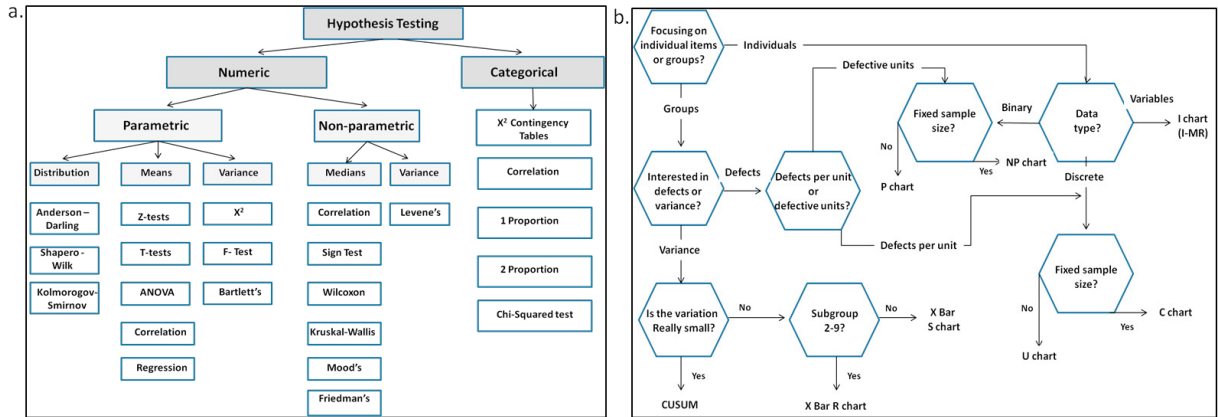 a.
Hypothesis Testing
Numeric
Categorical
Parametric
Non-parametric
X² Contingency
Tables
Distribution
Means
Variance
Medians
Variance
Correlation
Anderson –
Darling
Z-tests
X²
Correlation
Levene's
1 Proportion
Shapero -
Wilk
T-tests
F- Test
Sign Test
2 Proportion
Kolmorogov-
Smirnov
ANOVA
Bartlett's
Wilcoxon
Chi-Squared test
Correlation
Kruskal-Wallis
Regression
Mood's
Friedman's
b.
Focusing on
individual items
or groups?
Individuals
Defective units
Groups
Fixed sample
size?
Binary
Data
type?
Variables
I chart
(I-MR)
No
P chart
Yes
NP chart
Discrete
Interested in
defects or
variance?
Defects
Defects per unit
or
defective units?
Defects per unit
Variance
Fixed sample
size?
No
U chart
Yes
C chart
Is the variation
Really small?
No
Subgroup
2-9?
No
X Bar
S chart
Yes
CUSUM
Yes
X Bar R chart